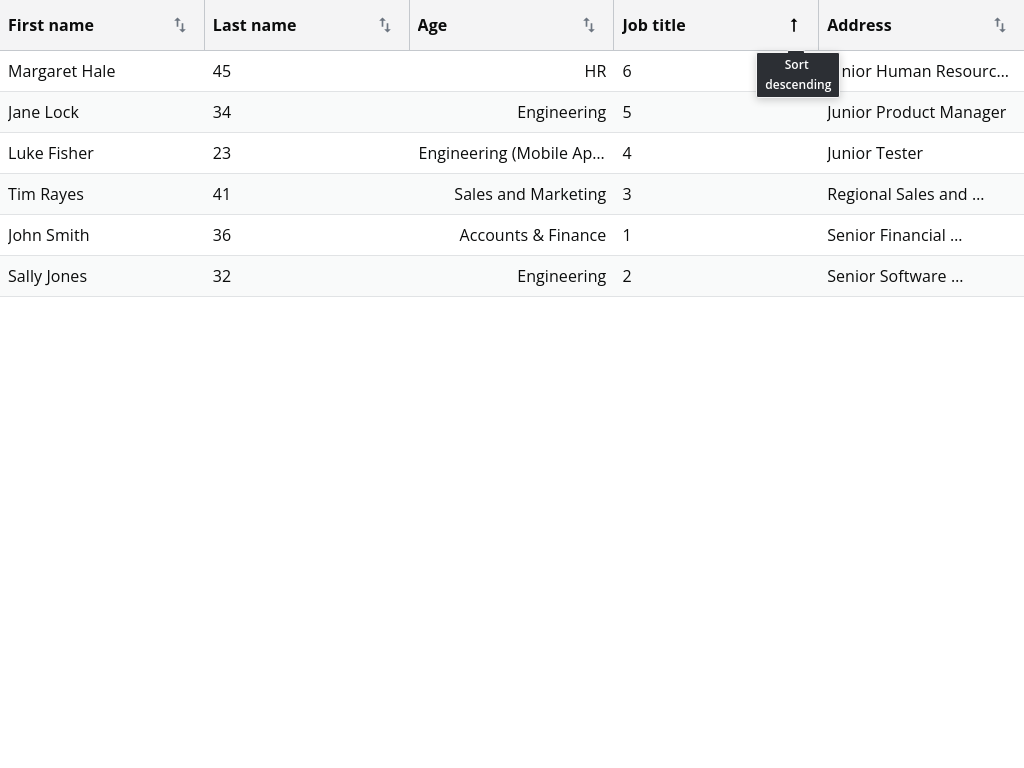 First name Last name Age Job title Address
Sort
descending
Margaret Hale 45 HR 6 nior Human Resourc...
Jane Lock 34 Engineering 5 Junior Product Manager
Luke Fisher 23 Engineering (Mobile Ap... 4 Junior Tester
Tim Rayes 41 Sales and Marketing 3 Regional Sales and ...
John Smith 36 Accounts & Finance 1 Senior Financial ...
Sally Jones 32 Engineering 2 Senior Software ...